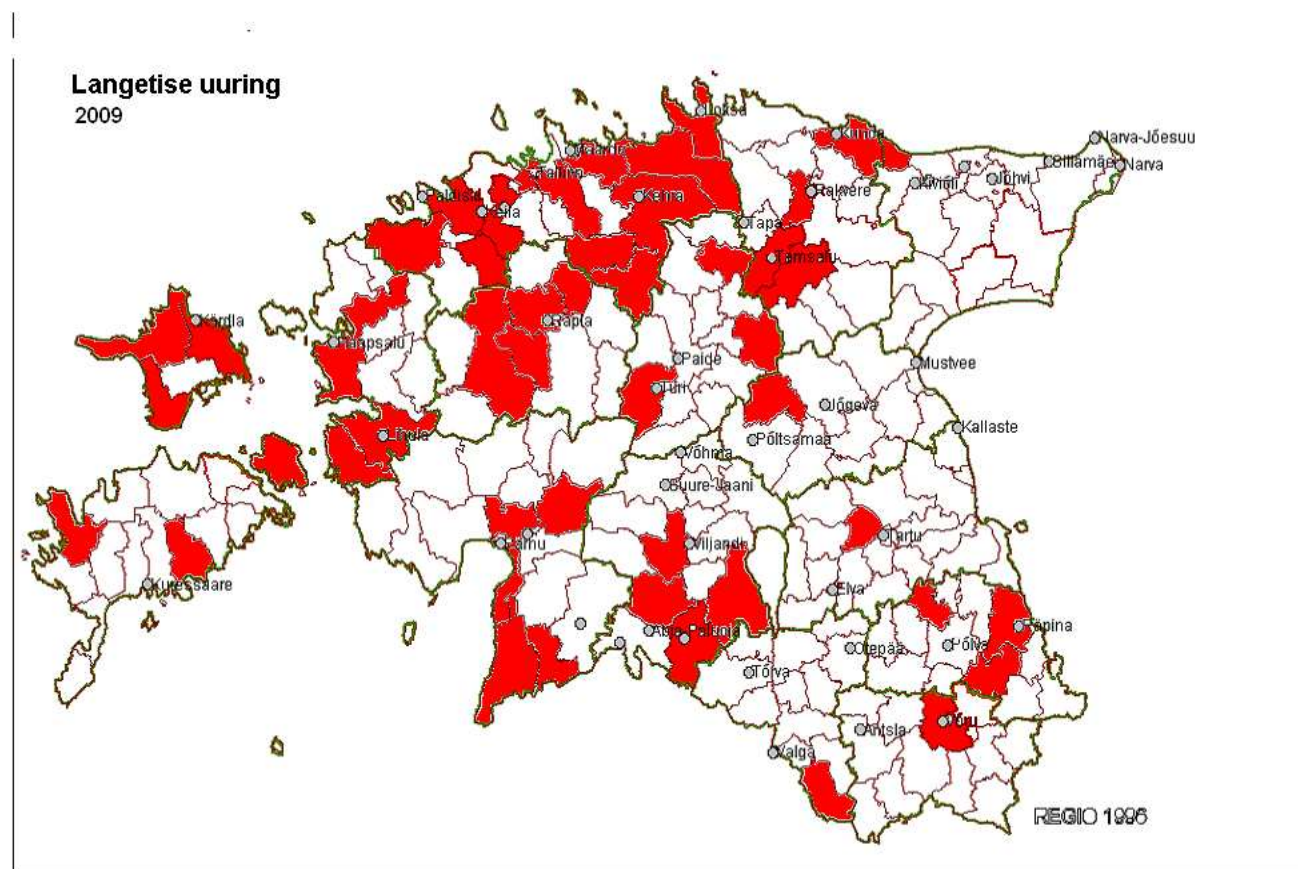 Langetise uuring
2009
Loksa
Kunda
Narva-Jõesuu
Maardu
Sillamäe
Narva
Tallinn
Kiviõli
Jõhvi
Paldiski
Kehra
Rakvere
Keila
Tapa
Tamsalu
Kärdla
Rapla
Haapsalu
Paide
Mustvee
Türi
Jõgeva
Lihula
Põltsamaa
Kallaste
Võhma
Suure-Jaani
Pärnu
Viljandi
Tartu
Kuressaare
Elva
Abja-Paluoja
Räpina
Otepää
Põlva
Tõrva
Võru
Antsla
Valga
REGIO 1996